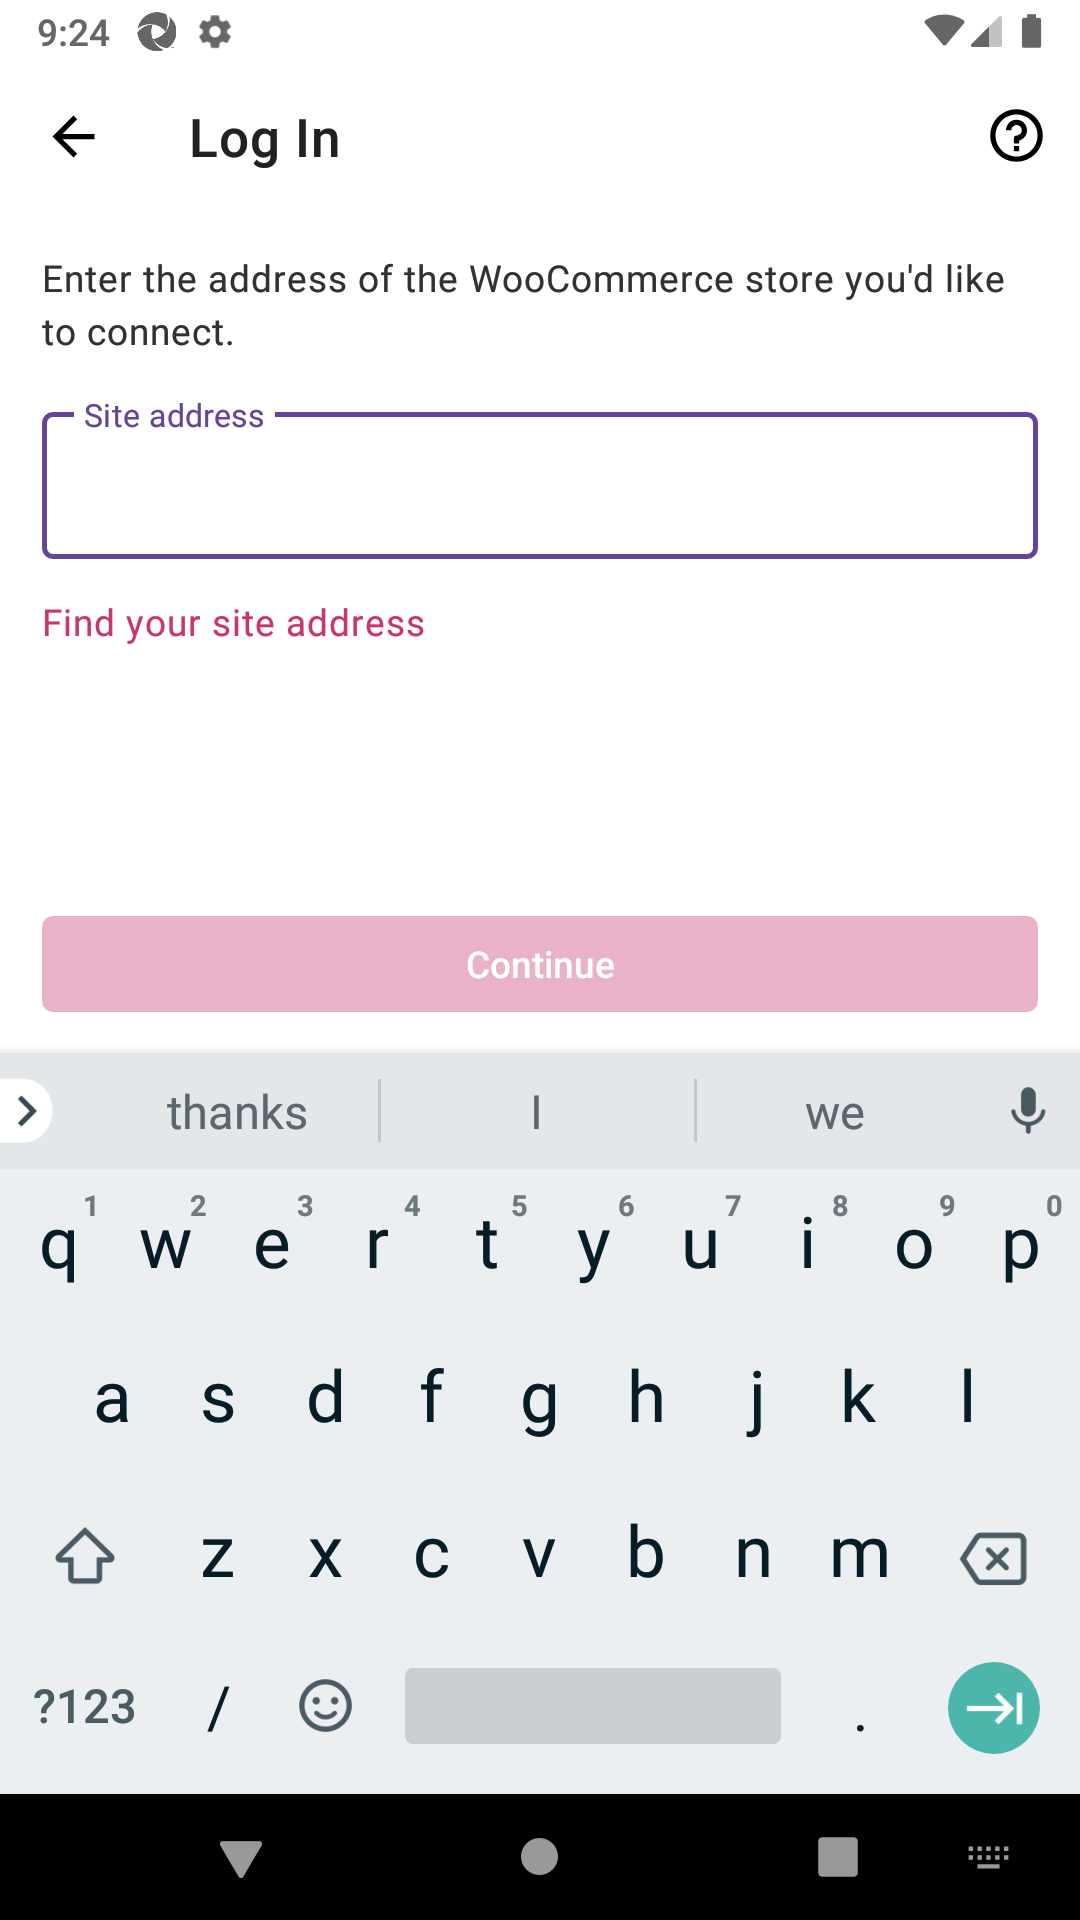 9:24
Log In
Enter the address of the WooCommerce store you'd like
to connect.
Site address
Find your site address
Continue
thanks I we
1 2 3 4 5 6 7 8 9 0
q w e r t y u i o p
a s d f g h j k l
z x c v b n m
?123 / .